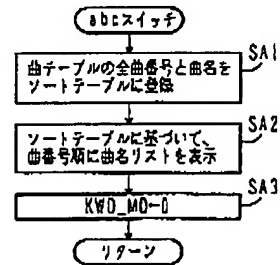 abcスイッチ
SA1
曲テーブルの全曲番号と曲名を
ソートテーブルに登録
SA2
ソートテーブルに基づいて、
曲番号順に曲名リストを表示
SA3
KWD_MD←0
リターン